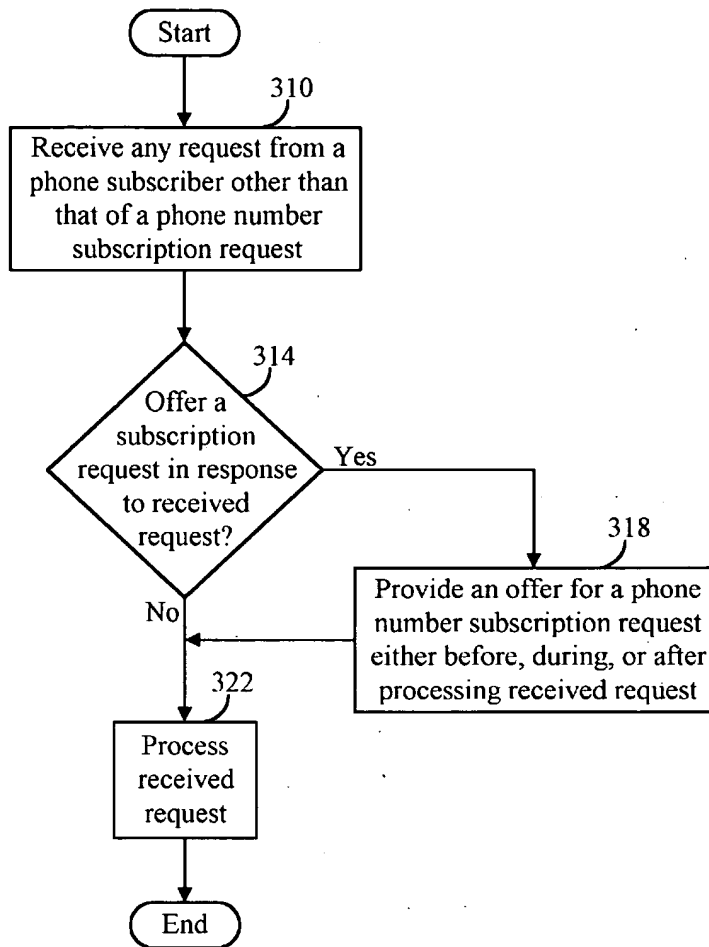 Start
310
Receive any request from a
phone subscriber other than
that of a phone number
subscription request
314
Offer a
subscription
request in response
to received
request?
Yes
No
318
Provide an offer for a phone
number subscription request
either before, during, or after
processing received request
322
Process
received
request
End